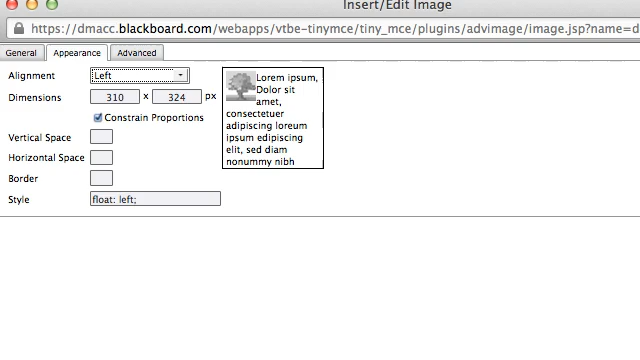 Insert/Edit Image
https://dmacc.blackboard.com/webapps/vtbe-tinymce/tiny_mce/plugins/advimage/image.jsp?name=d
General Appearance Advanced
Alignment Left
Dimensions 310 x 324 px
Constrain Proportions
Vertical Space
Horizontal Space
Border
Style float: left;
Lorem ipsum,
Dolor sit
amet,
consectetuer
adipiscing loreum
ipsum edipiscing
elit, sed diam
nonummy nibh